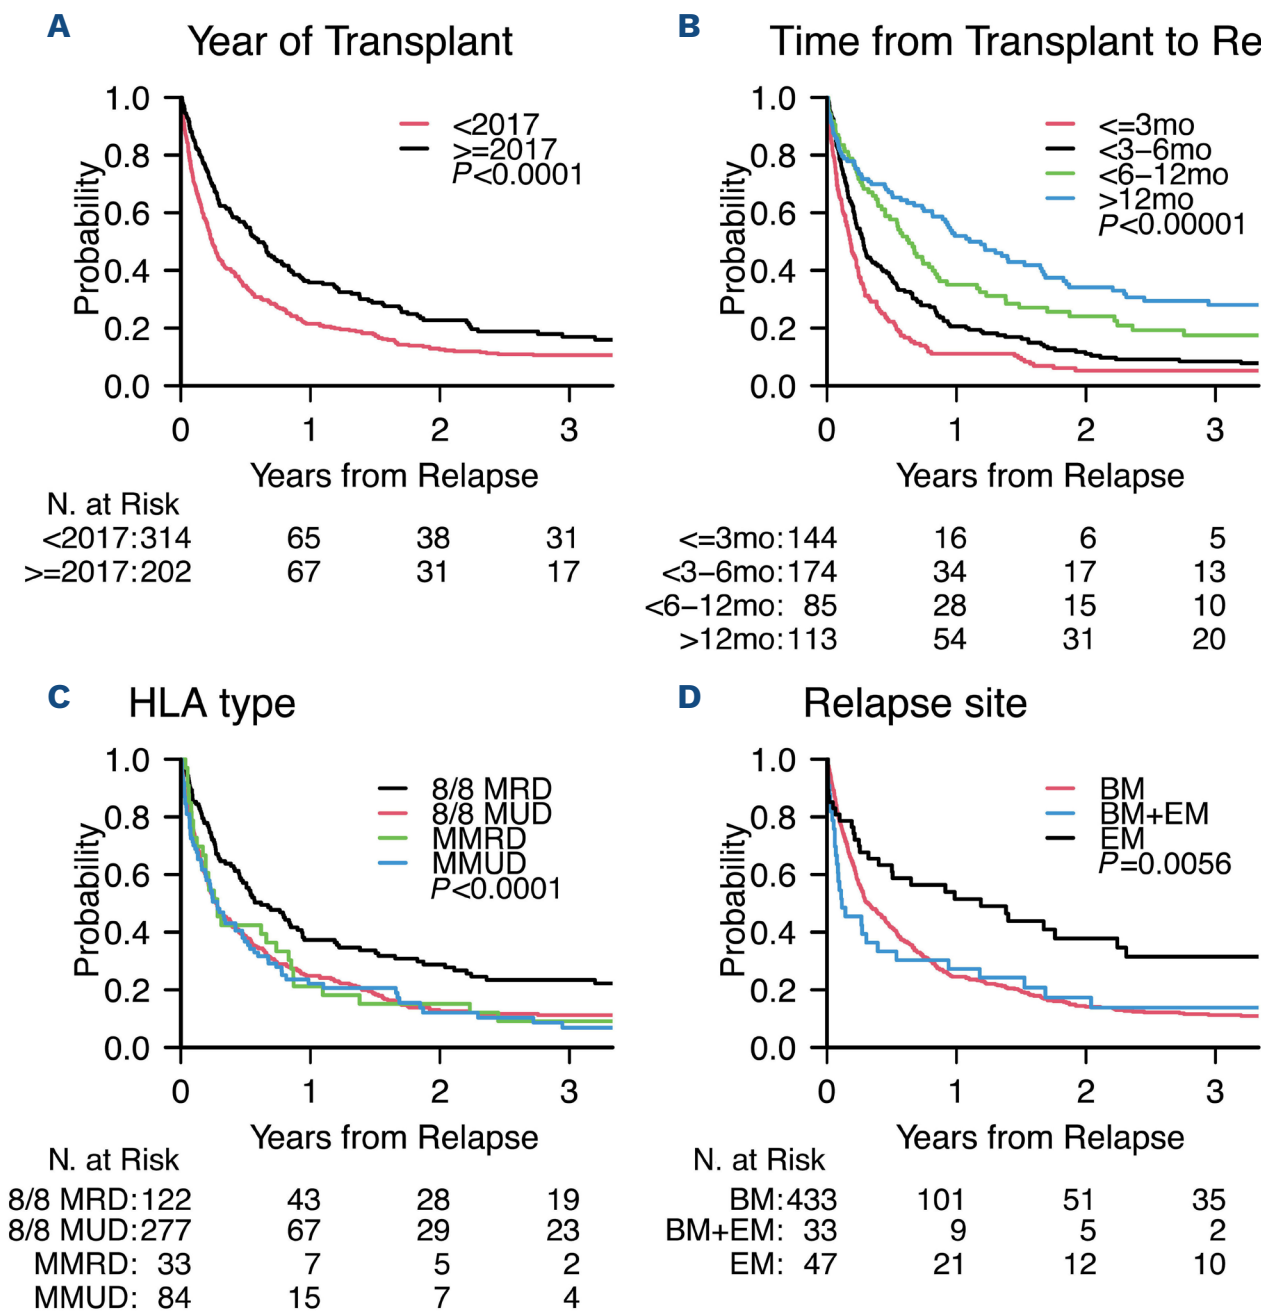 A
Year of Transplant
1.0
0.8
0.6
0.4
0.2
0.0
Probability
<2017
>=2017
P<0.0001
0 1 2 3
Years from Relapse
N. at Risk
<2017:314 65 38 31
>=2017:202 67 31 17
B
Time from Transplant to Re
1.0
0.8
0.6
0.4
0.2
0.0
Probability
<=3mo
<3–6mo
<6–12mo
>12mo
P<0.00001
0 1 2 3
Years from Relapse
<=3mo:144 16 6 5
<3–6mo:174 34 17 13
<6–12mo: 85 28 15 10
>12mo:113 54 31 20
C
HLA type
1.0
0.8
0.6
0.4
0.2
0.0
Probability
8/8 MRD
8/8 MUD
MMRD
MMUD
P<0.0001
0 1 2 3
Years from Relapse
N. at Risk
8/8 MRD:122 43 28 19
8/8 MUD:277 67 29 23
MMRD: 33 7 5 2
MMUD: 84 15 7 4
D
Relapse site
1.0
0.8
0.6
0.4
0.2
0.0
Probability
BM
BM+EM
EM
P=0.0056
0 1 2 3
Years from Relapse
N. at Risk
BM:433 101 51 35
BM+EM: 33 9 5 2
EM: 47 21 12 10